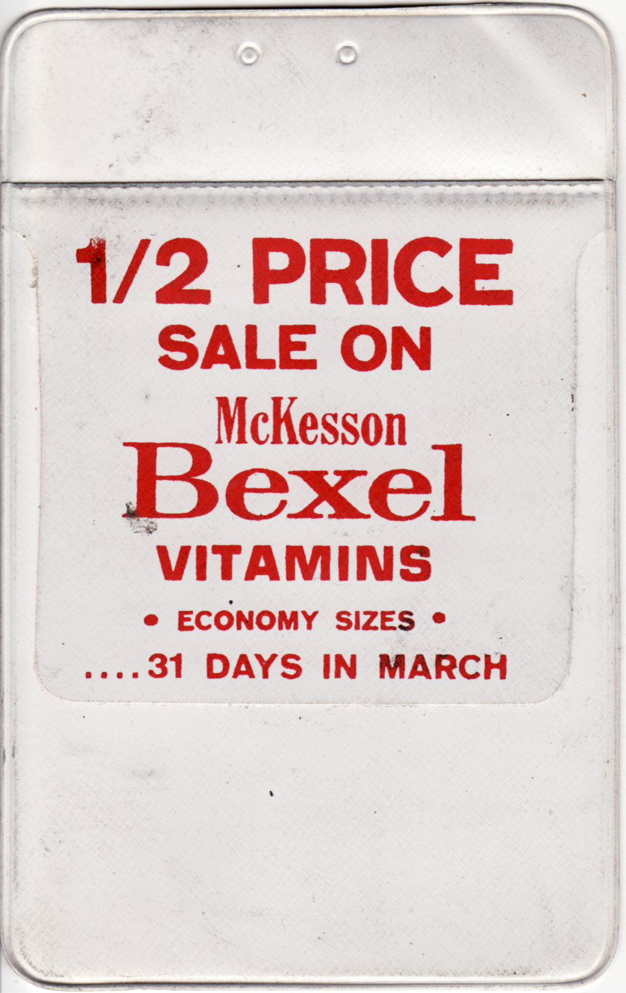 1/2 PRICE
SALE ON
McKesson
Bexel
VITAMINS
• ECONOMY SIZES •
....31 DAYS IN MARCH